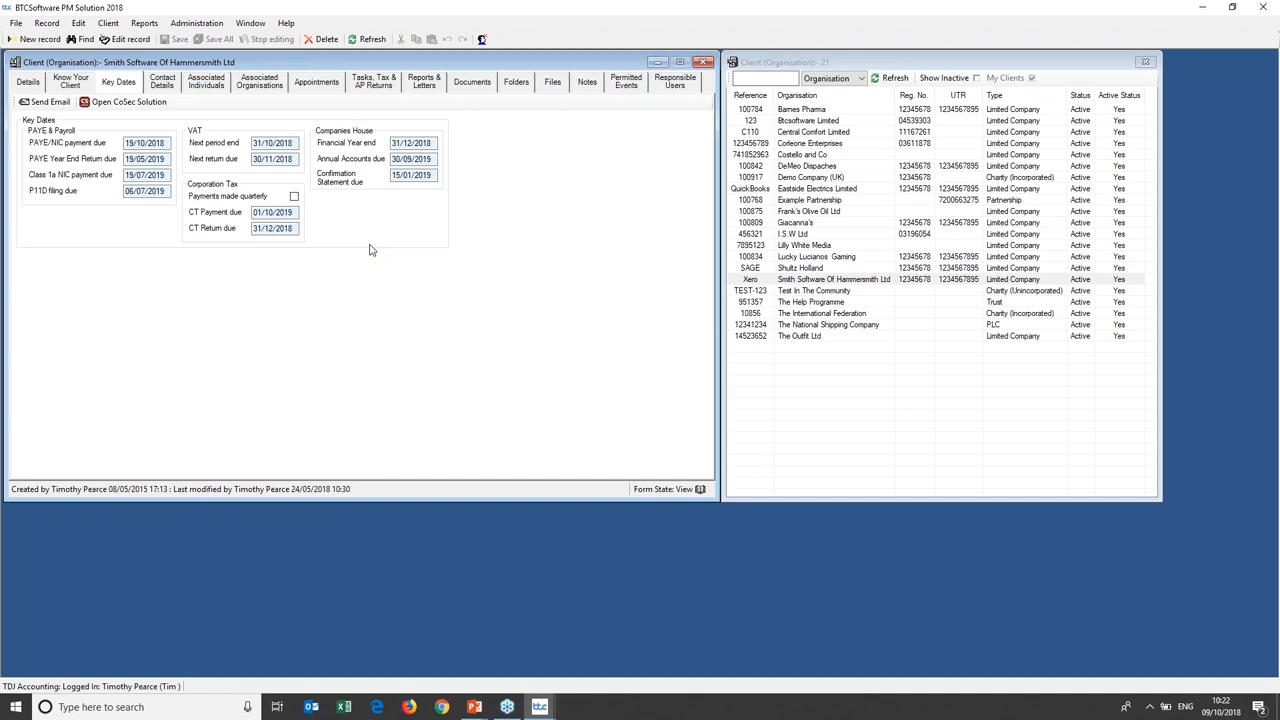 BTCSoftware PM Solution 2018
File Record Edit Client Reports Administration Window Help
New record Find Edit record Save Save All Stop editing Delete Refresh
Client (Organisation):- Smith Software Of Hammersmith Ltd
Details Know Your Client Key Dates Contact Details Associated Individuals Associated Organisations Appointments Tasks, Tax & AP Returns Reports & Letters Documents Folders Files Notes Permitted Events Responsible Users
Send Email Open CoSec Solution
Key Dates
PAYE & Payroll
PAYE/NIC payment due 19/10/2018
PAYE Year End Return due 19/05/2019
Class 1a NIC payment due 19/07/2019
P11D filing due 06/07/2019
VAT
Next period end 31/10/2018
Next return due 30/11/2018
Corporation Tax
Payments made quarterly
CT Payment due 01/10/2019
CT Return due 31/12/2018
Companies House
Financial Year end 31/12/2018
Annual Accounts due 30/09/2019
Confirmation
Statement due 15/01/2019
Created by Timothy Pearce 08/05/2015 17:13 : Last modified by Timothy Pearce 24/05/2018 10:30
Form State: View
Client (Organisation):- 21
Organisation Refresh Show Inactive My Clients
Reference Organisation Reg. No. UTR Type Status Active Status
100784 Barnes Pharma 12345678 1234567895 Limited Company Active Yes
123 Btcsoftware Limited 04539303 Limited Company Active Yes
C110 Central Comfort Limited 11167261 Limited Company Active Yes
123456789 Corleone Enterprises 03611878 Limited Company Active Yes
741852963 Costello and Co Limited Company Active Yes
100842 DeMeo Dispaches 12345678 1234567895 Limited Company Active Yes
100917 Demo Company (UK) 12345678 1234567895 Charity (Incorporated) Active Yes
QuickBooks Eastside Electrics Limited 12345678 1234567895 Limited Company Active Yes
100768 Example Partnership 7200663275 Partnership Active Yes
100875 Frank's Olive Oil Ltd Limited Company Active Yes
100809 Giacanna's 12345678 1234567895 Limited Company Active Yes
456321 I.S.W Ltd 03196054 Limited Company Active Yes
7895123 Lilly White Media Limited Company Active Yes
100834 Lucky Lucianos Gaming 12345678 1234567895 Limited Company Active Yes
SAGE Shultz Holland 12345678 1234567895 Limited Company Active Yes
Xero Smith Software Of Hammersmith Ltd 12345678 1234567895 Limited Company Active Yes
TEST-123 Test In The Community Charity (Unincorporated) Active Yes
951357 The Help Programme Trust Active Yes
10856 The International Federation Charity (Incorporated) Active Yes
12341234 The National Shipping Company PLC Active Yes
14523652 The Outfit Ltd Limited Company Active Yes
TDJ Accounting: Logged In: Timothy Pearce (Tim )
Type here to search
btc
ENG
10:22
09/10/2018
2